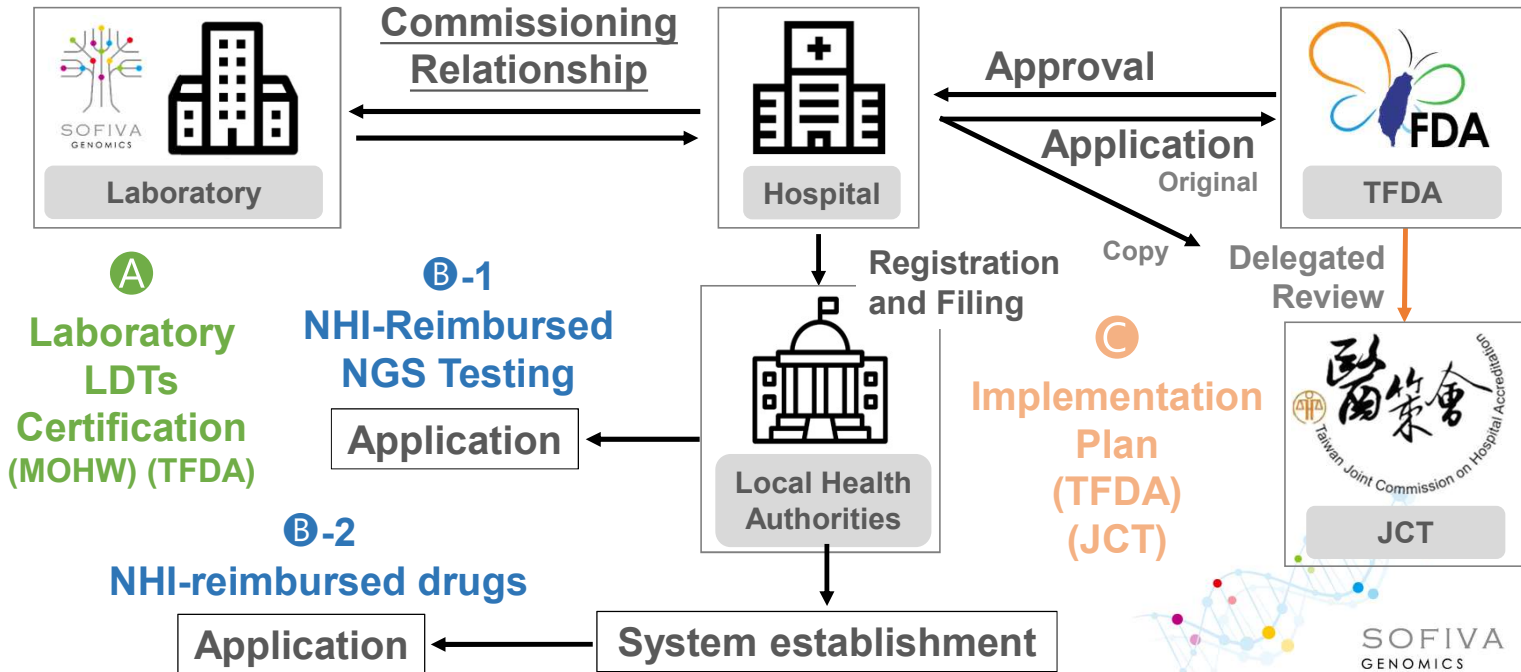 Commissioning
Relationship
SOFIVA
GENOMICS
Laboratory
Hospital
Approval
Application
Original
FDA
TFDA
Copy
Delegated
Review
Registration
and Filing
A
Laboratory
LDTs
Certification
(MOHW) (TFDA)
B-1
NHI-Reimbursed
NGS Testing
Application
Local Health
Authorities
C
Implementation
Plan
(TFDA)
(JCT)
醫策會
Taiwan Joint Commission on Hospital Accreditation
JCT
B-2
NHI-reimbursed drugs
Application
System establishment
SOFIVA
GENOMICS